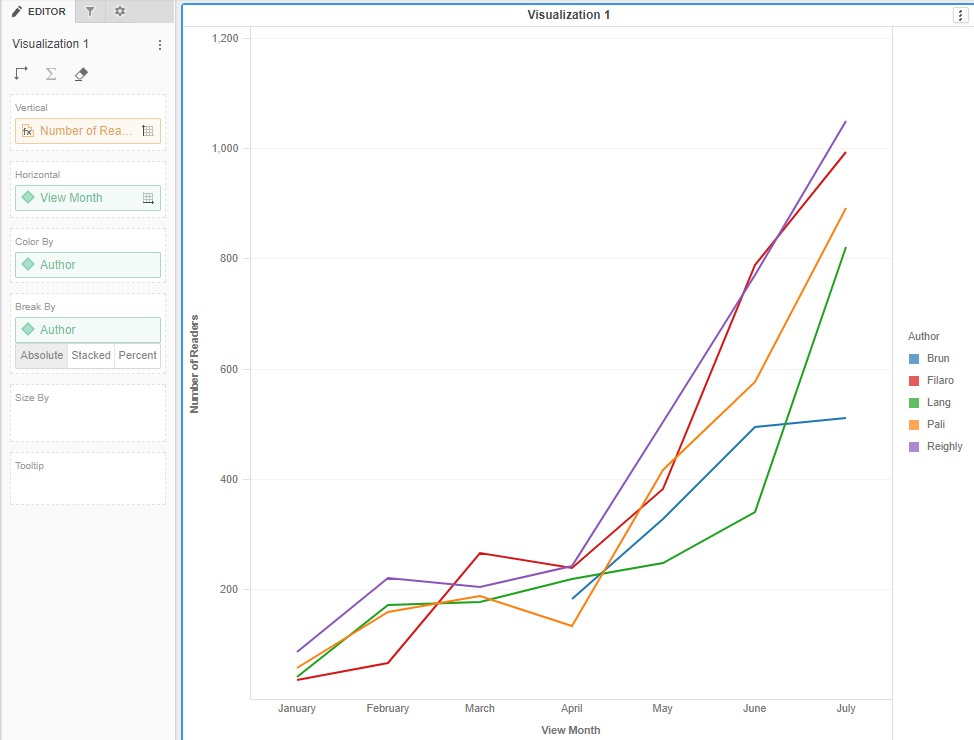 EDITOR
Visualization 1
Vertical
fx Number of Rea...
Horizontal
View Month
Color By
Author
Break By
Author
Absolute Stacked Percent
Size By
Tooltip
Visualization 1
1,200
1,000
800
600
400
200
Number of Readers
January February March April May June July
View Month
Author
Brun
Filaro
Lang
Pali
Reighly